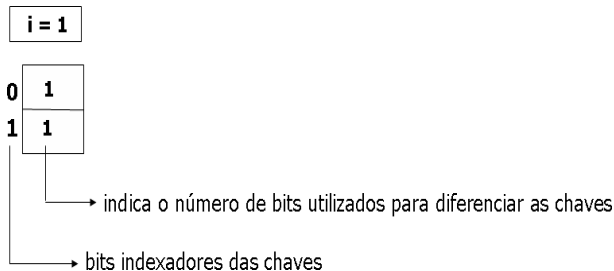 i = 1
0 1
1 1
indica o número de bits utilizados para diferenciar as chaves
bits indexadores das chaves